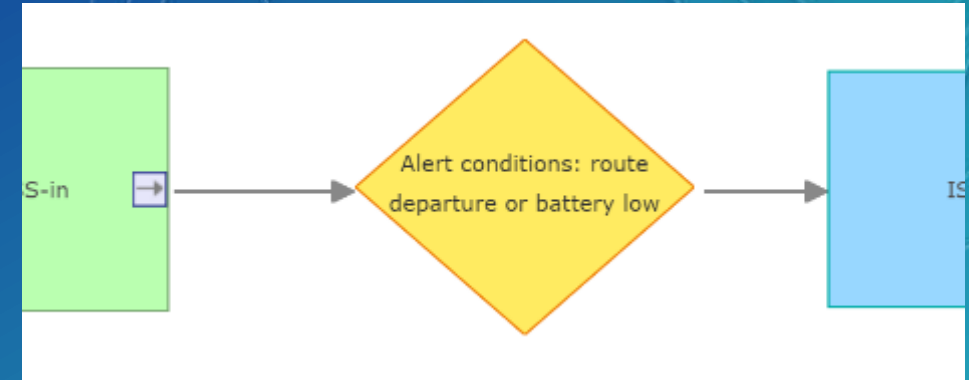 S-in
Alert conditions: route
departure or battery low
IS